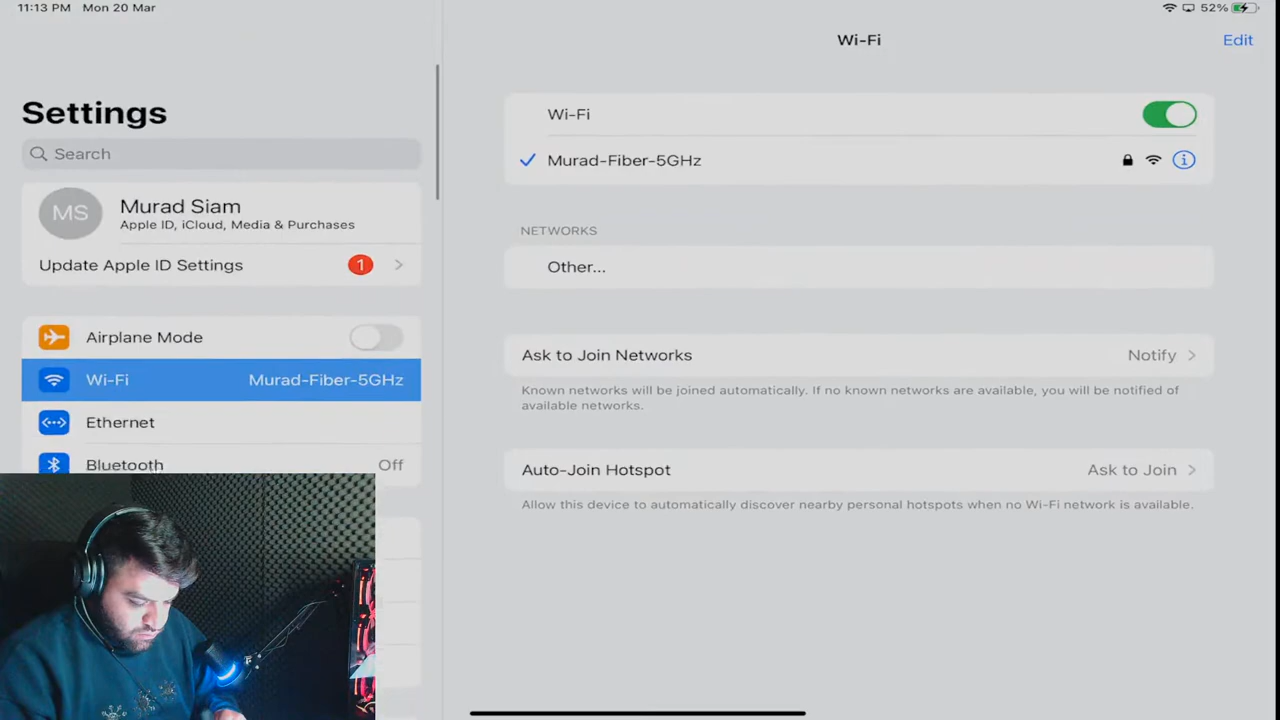 11:13 PM Mon 20 Mar
52%
Settings
Search
MS
Murad Siam
Apple ID, iCloud, Media & Purchases
Update Apple ID Settings 1
Airplane Mode
Wi-Fi Murad-Fiber-5GHz
Ethernet
Bluetooth Off
Wi-Fi
Edit
Wi-Fi
Murad-Fiber-5GHz
NETWORKS
Other...
Ask to Join Networks Notify
Known networks will be joined automatically. If no known networks are available, you will be notified of
available networks.
Auto-Join Hotspot Ask to Join
Allow this device to automatically discover nearby personal hotspots when no Wi-Fi network is available.